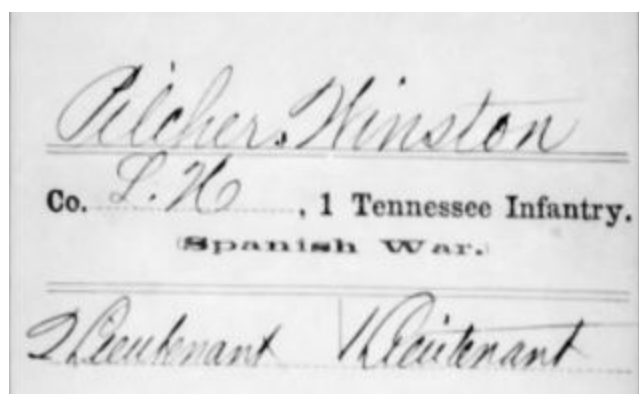 Pilcher, Winston
Co. L. H, 1 Tennessee Infantry.
(Spanish War.)
2 Lieutenant 1 Lieutenant